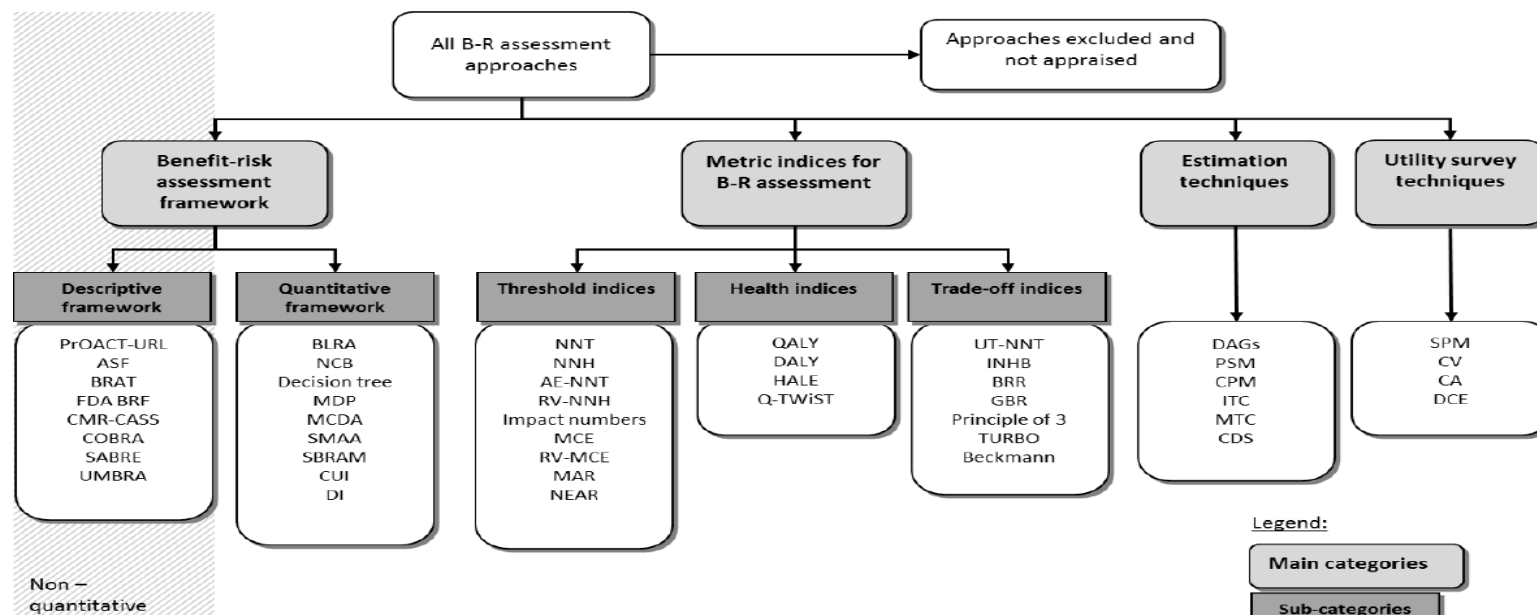 All B-R assessment
approaches
Approaches excluded and
not appraised
Benefit-risk
assessment
framework
Metric indices for
B-R assessment
Estimation
techniques
Utility survey
techniques
Descriptive
framework
Quantitative
framework
Threshold indices
Health indices
Trade-off indices
PrOACT-URL
ASF
BRAT
FDA BRF
CMR-CASS
COBRA
SABRE
UMBRA
BLRA
NCB
Decision tree
MDP
MCDA
SMAA
SBRAM
CUI
DI
NNT
NNH
AE-NNT
RV-NNH
Impact numbers
MCE
RV-MCE
MAR
NEAR
QALY
DALY
HALE
Q-TWiST
UT-NNT
INHB
BRR
GBR
Principle of 3
TURBO
Beckmann
DAGs
PSM
CPM
ITC
MTC
CDS
SPM
CV
CA
DCE
Non –
quantitative
Legend:
Main categories
Sub-categories